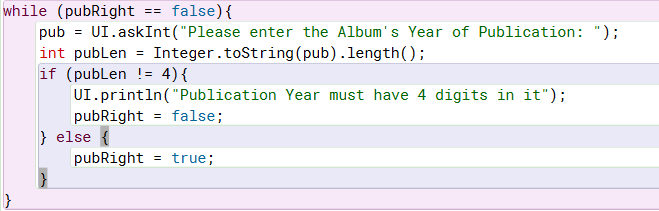 while (pubRight == false){
    pub = UI.askInt("Please enter the Album's Year of Publication: ");
    int pubLen = Integer.toString(pub).length();
    if (pubLen != 4){
        UI.println("Publication Year must have 4 digits in it");
        pubRight = false;
    } else {
        pubRight = true;
    }
}